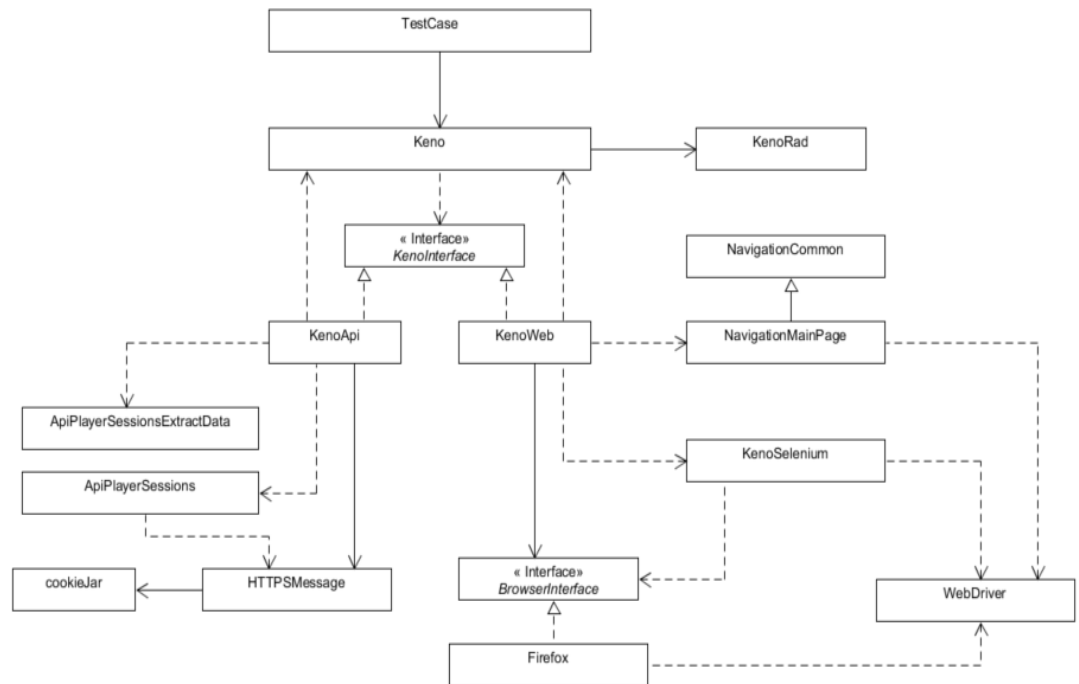 TestCase
Keno
KenoRad
« Interface»
KenoInterface
NavigationCommon
KenoApi
KenoWeb
NavigationMainPage
ApiPlayerSessionsExtractData
KenoSelenium
ApiPlayerSessions
cookieJar
HTTPSMessage
« Interface»
BrowserInterface
WebDriver
Firefox